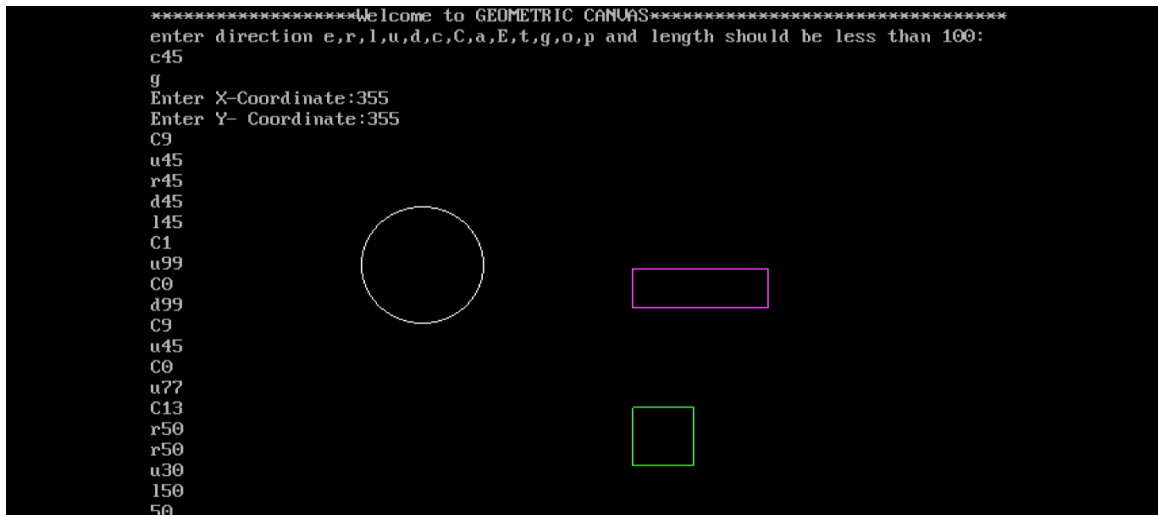 *******************Welcome to GEOMETRIC CANVAS*********************************
enter direction e,r,l,u,d,c,C,a,E,t,g,o,p and length should be less than 100:
c45
g
Enter X-Coordinate:355
Enter Y- Coordinate:355
C9
u45
r45
d45
l45
C1
u99
C0
d99
C9
u45
C0
u77
C13
r50
r50
u30
l50
50